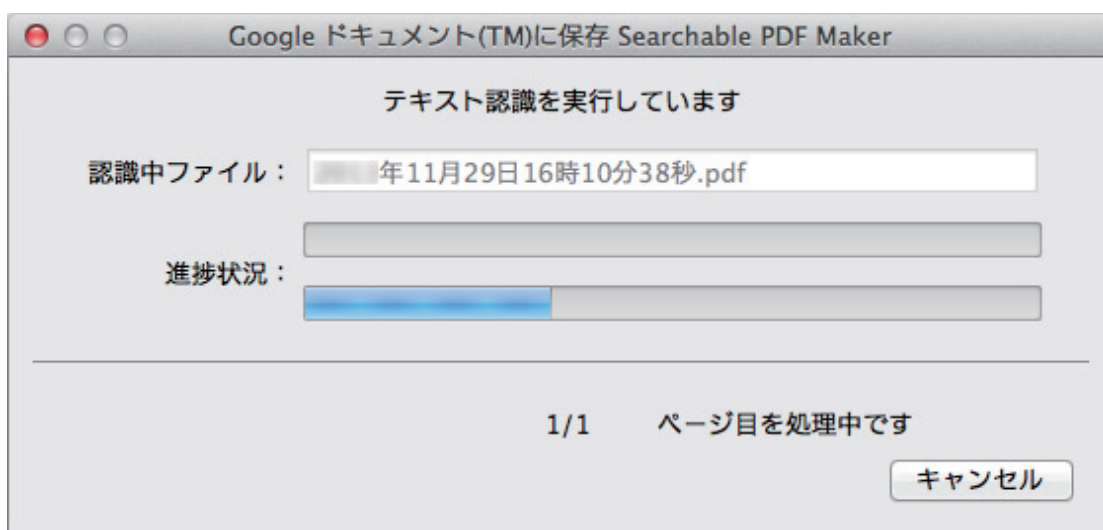 Google ドキュメント(TM)に保存 Searchable PDF Maker
テキスト認識を実行しています
認識中ファイル： 年11月29日16時10分38秒.pdf
進捗状況：
1/1 ページ目を処理中です
キャンセル